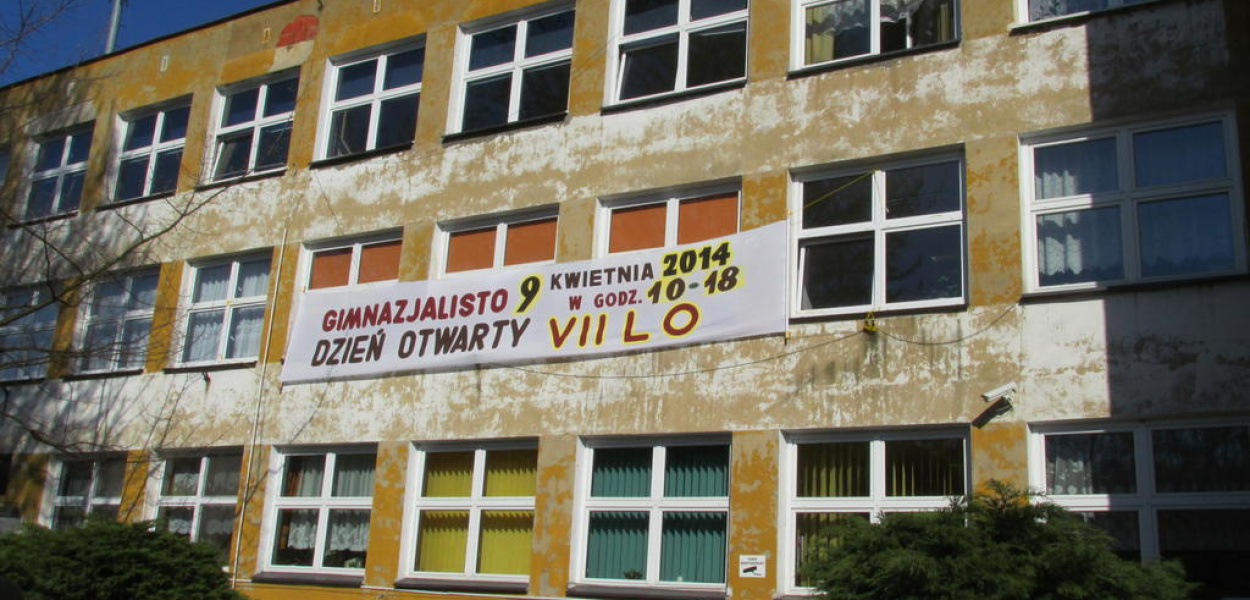 GIMNAZJALISTO 9 KWIETNIA 2014
W GODZ. 10-18
DZIEŃ OTWARTY VII LO